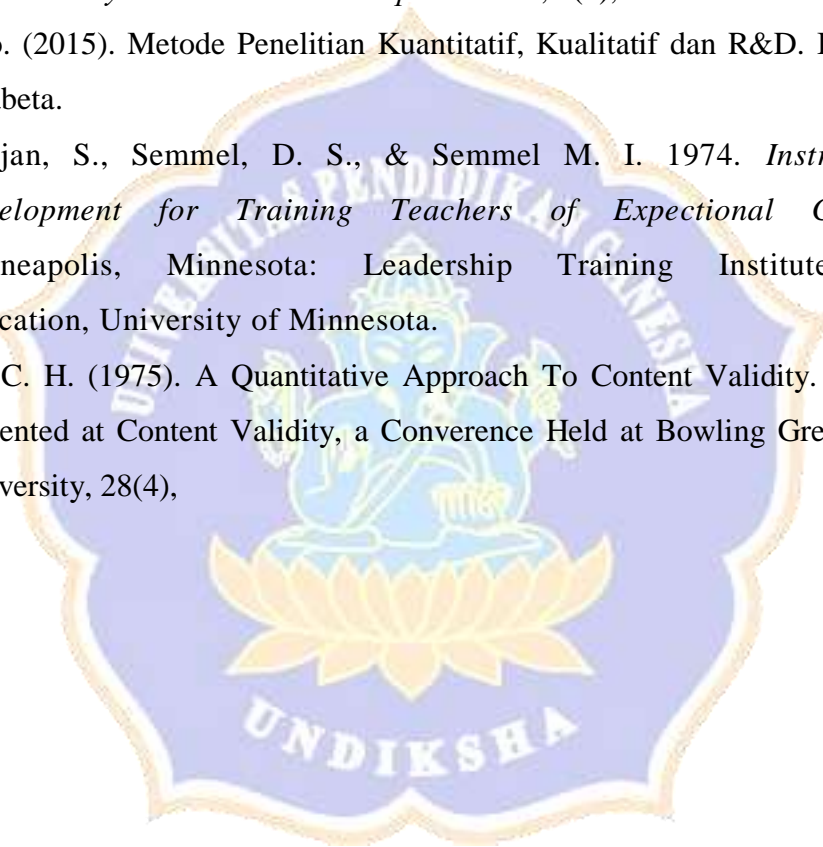 o. (2015). Metode Penelitian Kuantitatif, Kualitatif dan R&D.
abeta.
jan, S., Semmel, D. S., & Semmel M. I. 1974. Instr
elopment for Training Teachers of Expectional
neapolis, Minnesota: Leadership Training Institute
cation, University of Minnesota.
C. H. (1975). A Quantitative Approach To Content Validity.
ented at Content Validity, a Converence Held at Bowling Gre
versity, 28(4),
UNIVERSITAS PENDIDIKAN GANESHA
UNDIKSHA